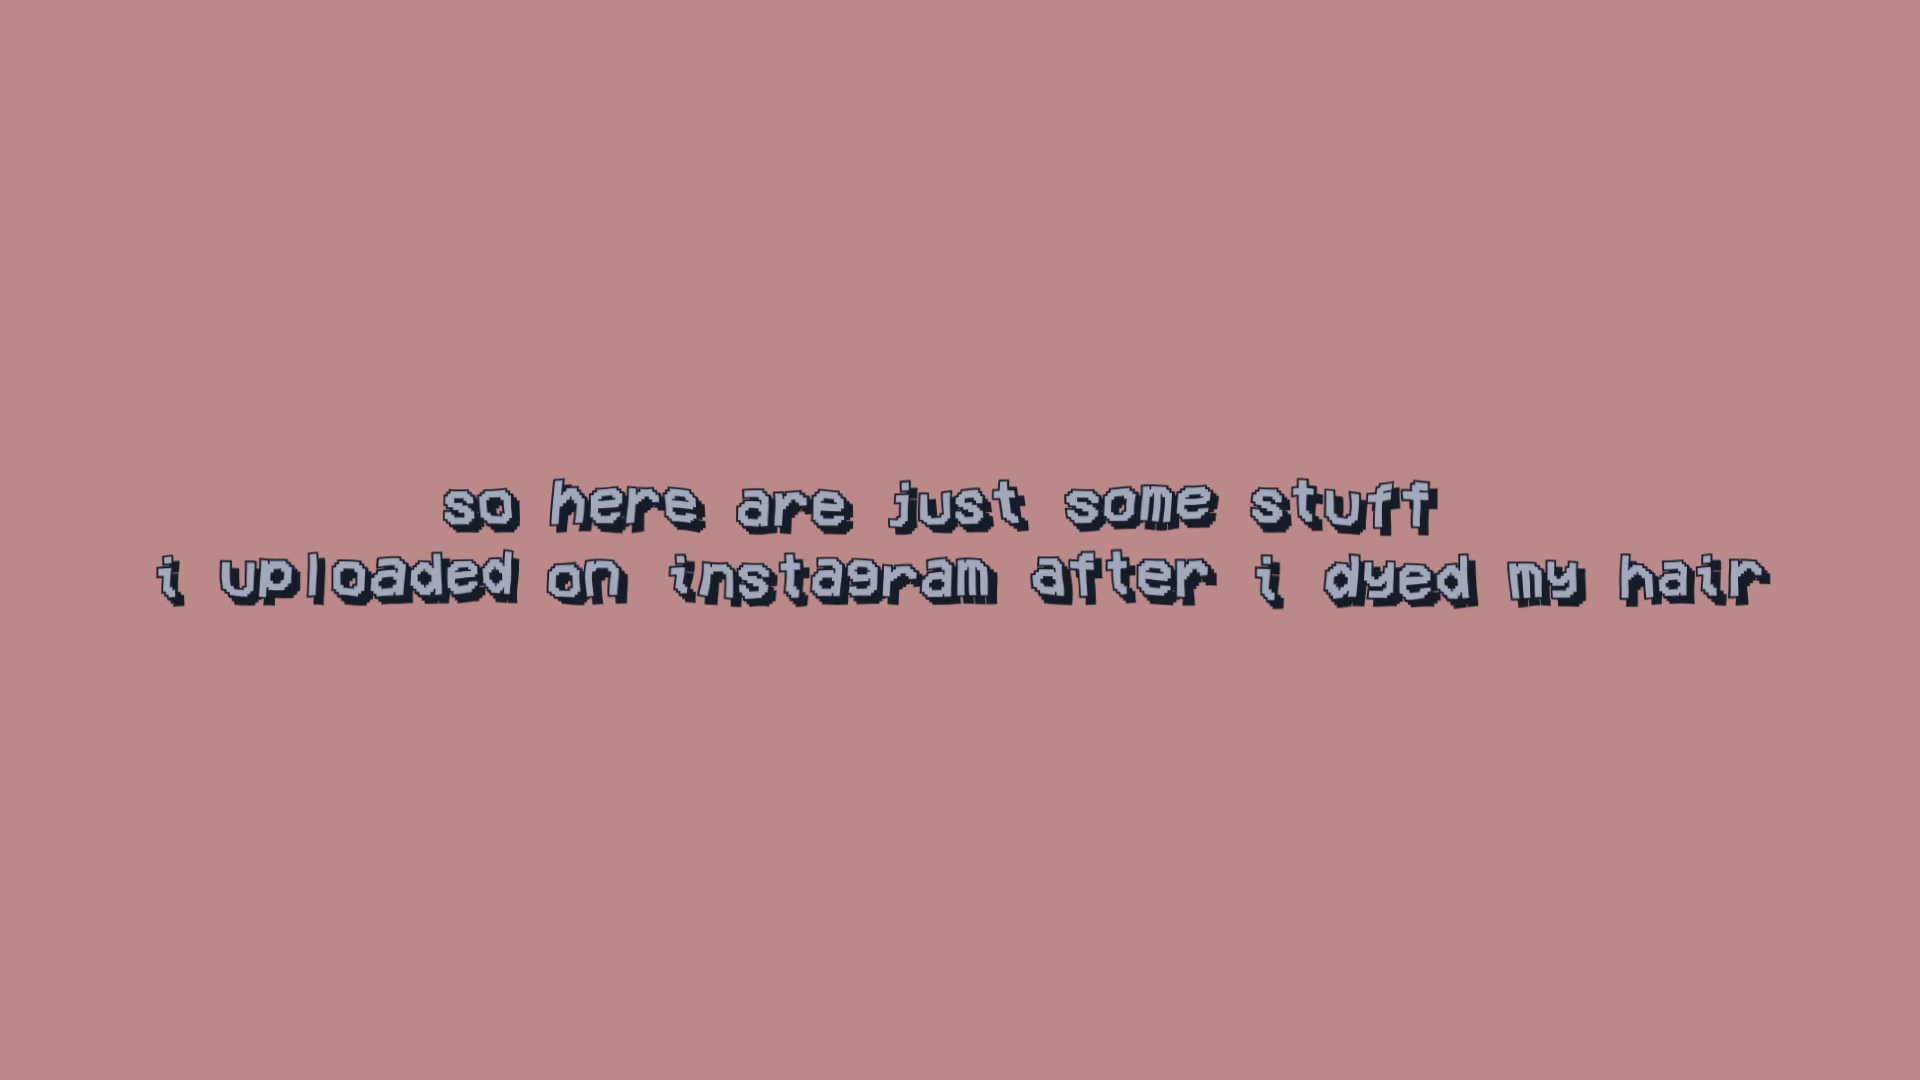 so here are just some stuff
i uploaded on instagram after i dyed my hair